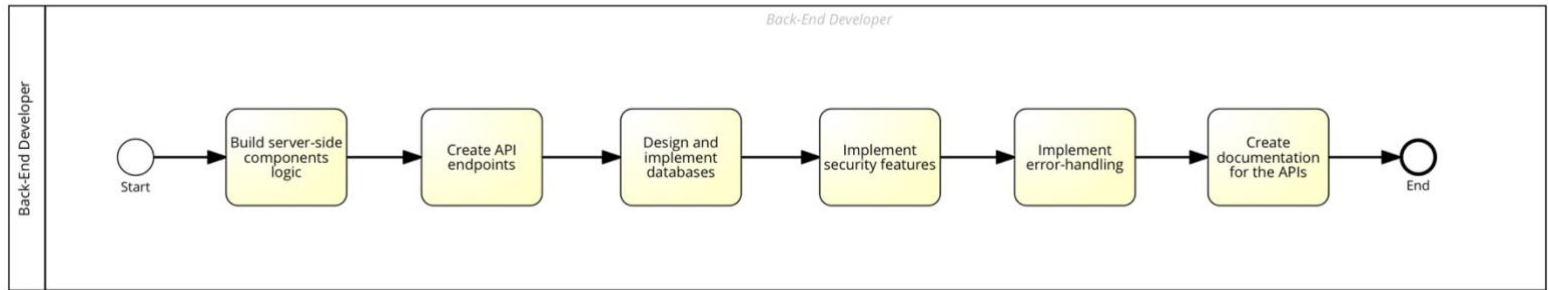 Back-End Developer
Back-End Developer
Start
Build server-side
components
logic
Create API
endpoints
Design and
implement
databases
Implement
security features
Implement
error-handling
Create
documentation
for the APIs
End